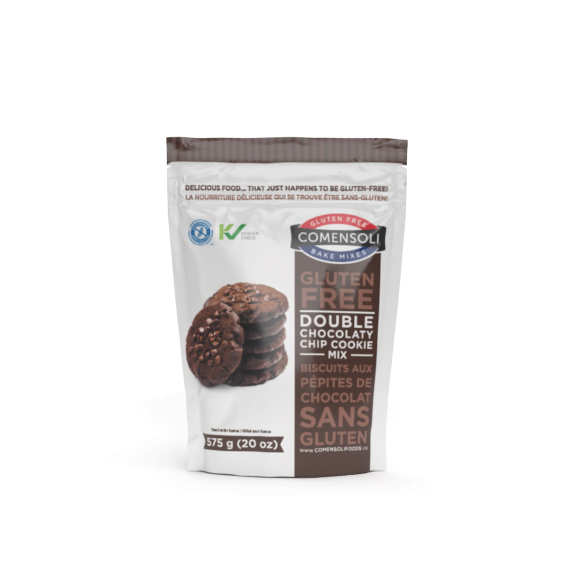 DELICIOUS FOOD... THAT JUST HAPPENS TO BE GLUTEN-FREE!
LA NOURRITURE DÉLICIEUSE QUI SE TROUVE ÊTRE SANS-GLUTEN!
KOSHER
CHECK
GLUTEN FREE
COMENSOLI
BAKE MIXES
GLUTEN
FREE
DOUBLE
CHOCOLATY
CHIP COOKIE
MIX
BISCUITS AUX
PÉPITES DE
CHOCOLAT
SANS
GLUTEN
575 g (20 oz)
www.COMENSOLIFOODS.ca